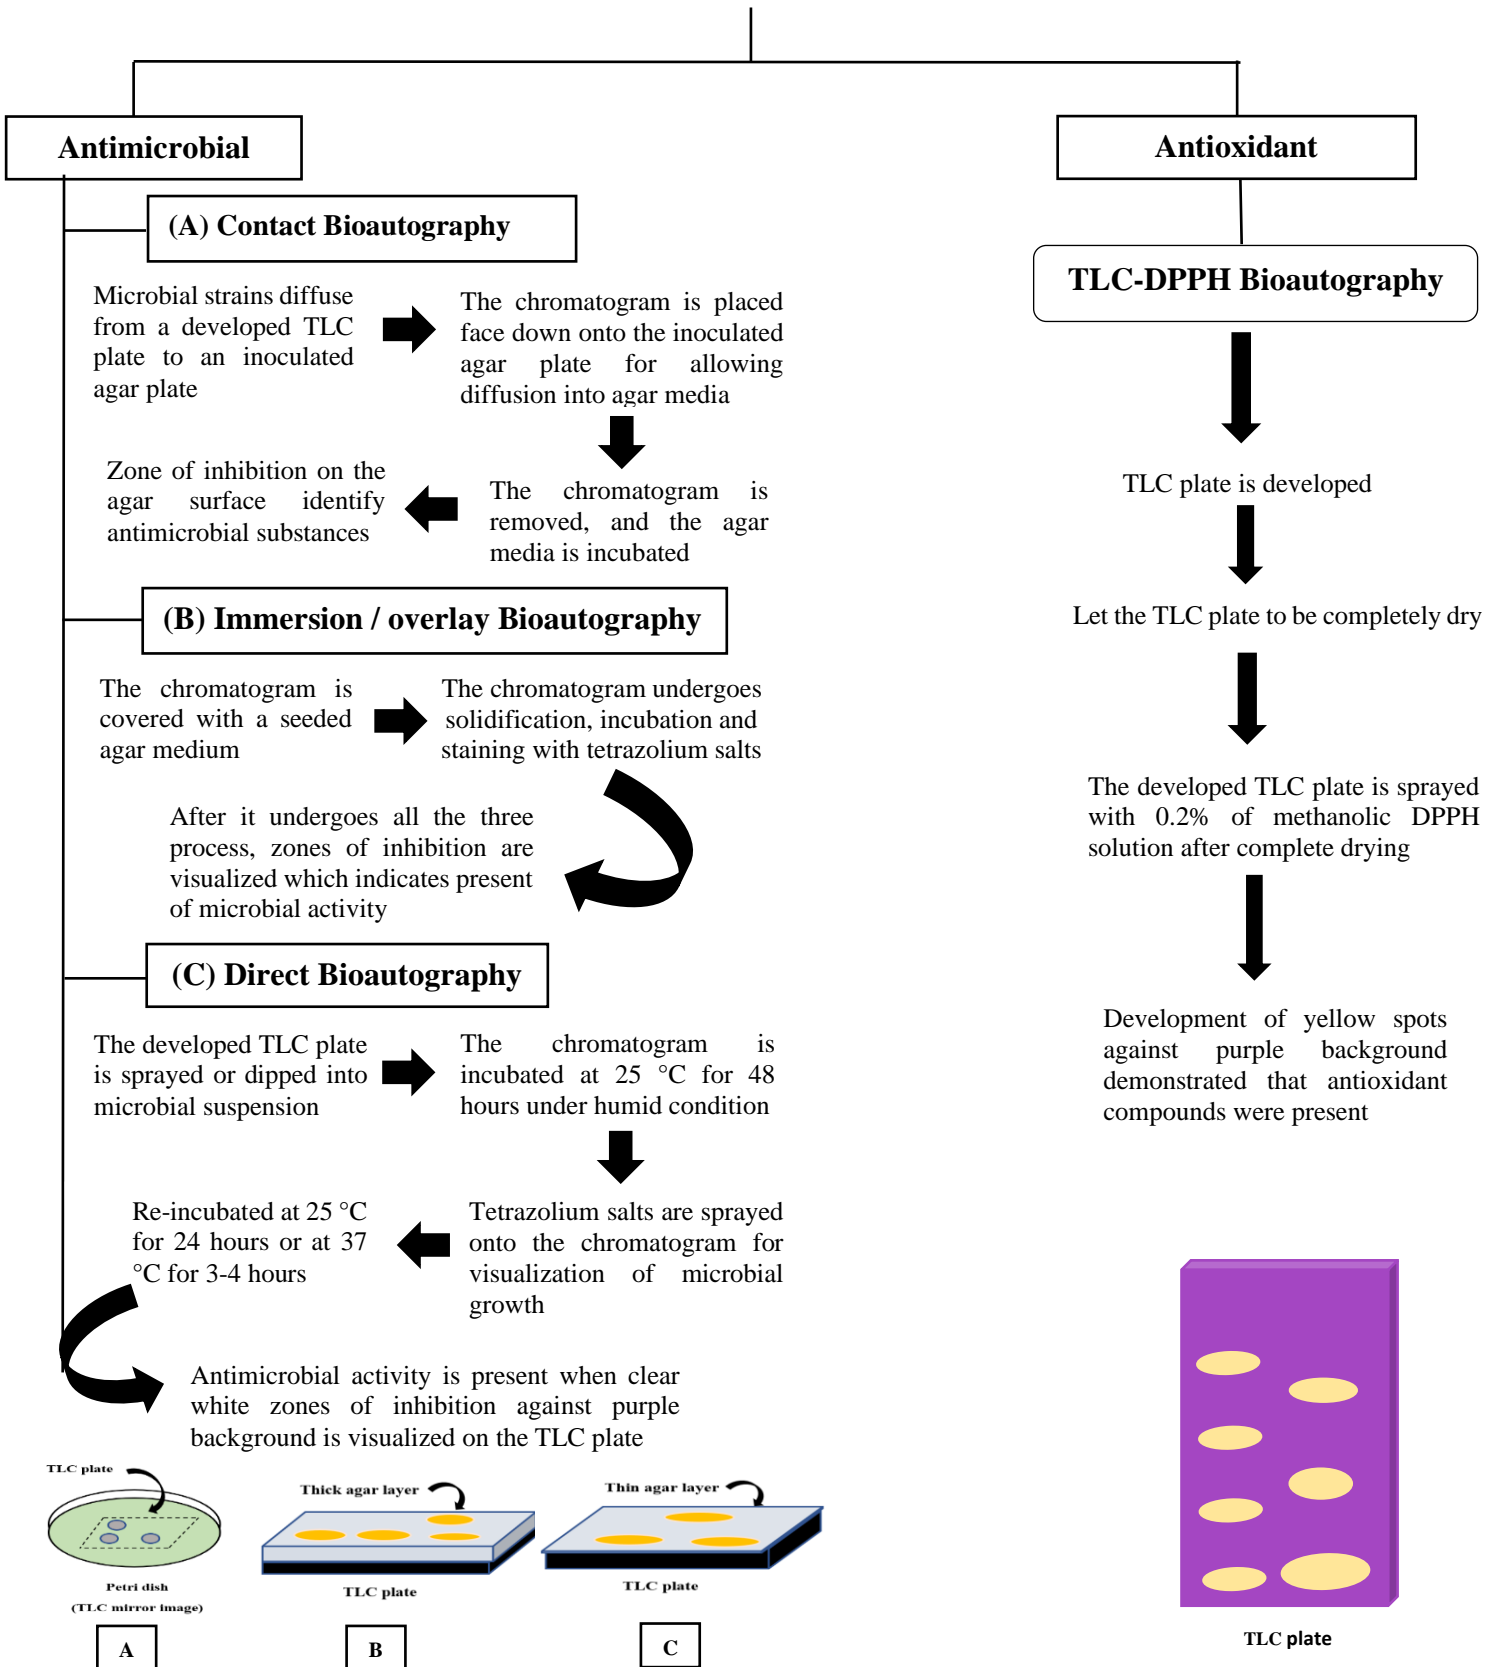 Antimicrobial
Antioxidant
(A) Contact Bioautography
Microbial strains diffuse
from a developed TLC
plate to an inoculated
agar plate
The chromatogram is placed
face down onto the inoculated
agar plate for allowing
diffusion into agar media
The chromatogram is
removed, and the agar
media is incubated
Zone of inhibition on the
agar surface identify
antimicrobial substances
(B) Immersion / overlay Bioautography
The chromatogram is
covered with a seeded
agar medium
The chromatogram undergoes
solidification, incubation and
staining with tetrazolium salts
After it undergoes all the three
process, zones of inhibition are
visualized which indicates present
of microbial activity
(C) Direct Bioautography
The developed TLC plate
is sprayed or dipped into
microbial suspension
The chromatogram is
incubated at 25 °C for 48
hours under humid condition
Tetrazolium salts are sprayed
onto the chromatogram for
visualization of microbial
growth
Re-incubated at 25 °C
for 24 hours or at 37
°C for 3-4 hours
Antimicrobial activity is present when clear
white zones of inhibition against purple
background is visualized on the TLC plate
TLC plate
Petri dish
(TLC mirror image)
A
Thick agar layer
TLC plate
B
Thin agar layer
TLC plate
C
TLC-DPPH Bioautography
TLC plate is developed
Let the TLC plate to be completely dry
The developed TLC plate is sprayed
with 0.2% of methanolic DPPH
solution after complete drying
Development of yellow spots
against purple background
demonstrated that antioxidant
compounds were present
TLC plate